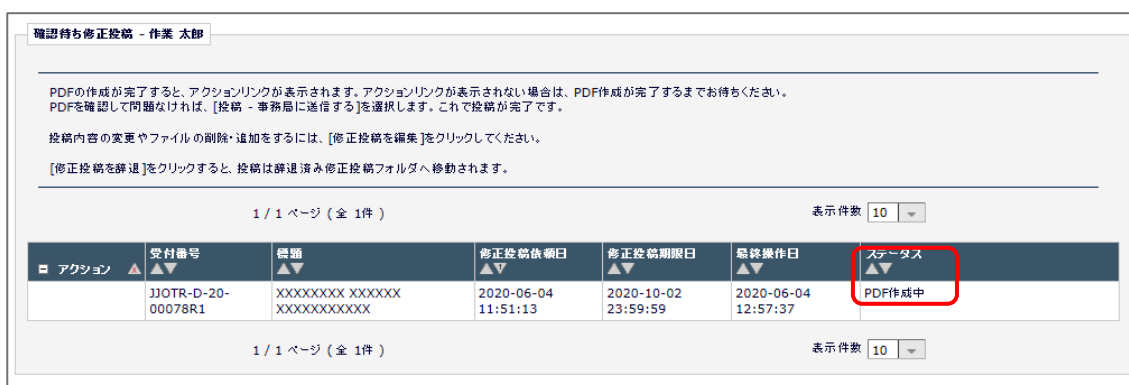 確認待ち修正投稿 - 作業 太郎
PDFの作成が完了すると、アクションリンクが表示されます。アクションリンクが表示されない場合は、PDF作成が完了するまでお待ちください。
PDFを確認して問題なければ、[投稿 - 事務局に送信する]を選択します。これで投稿が完了です。
投稿内容の変更やファイルの削除・追加をするには、[修正投稿を編集]をクリックしてください。
[修正投稿を辞退]をクリックすると、投稿は辞退済み修正投稿フォルダへ移動されます。
1 / 1 ページ ( 全 1件 )
表示件数 10
アクション 受付番号 標題 修正投稿依頼日 修正投稿期限日 最終操作日 ステータス
JJOTR-D-20- XXXXXXXX XXXXXX 2020-06-04 2020-10-02 2020-06-04 PDF作成中
00078R1 XXXXXXXXXXX 11:51:13 23:59:59 12:57:37
1 / 1 ページ ( 全 1件 )
表示件数 10